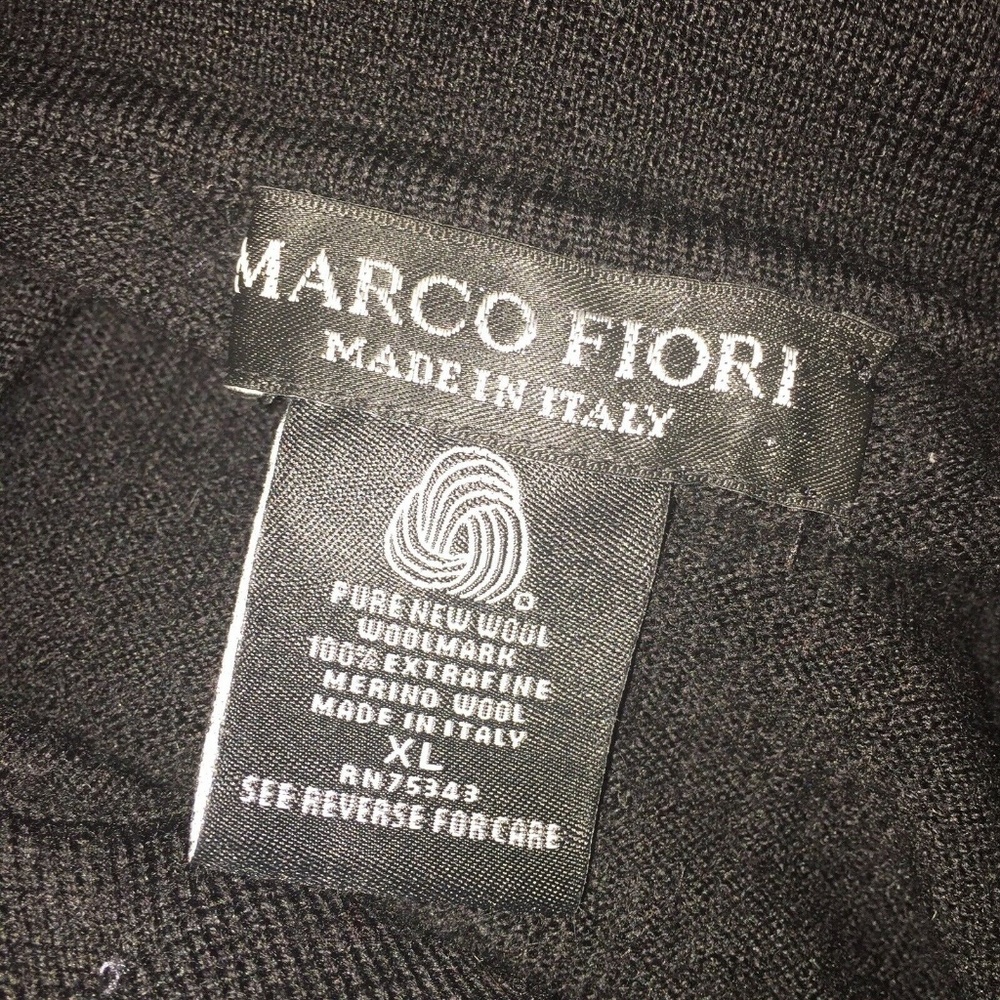 MARCO FIORI
MADE IN ITALY
PURE NEW WOOL
WOOLMARK
100% EXTRAFINE
MERINO WOOL
MADE IN ITALY
XL
RN75343
SEE REVERSE FOR CARE